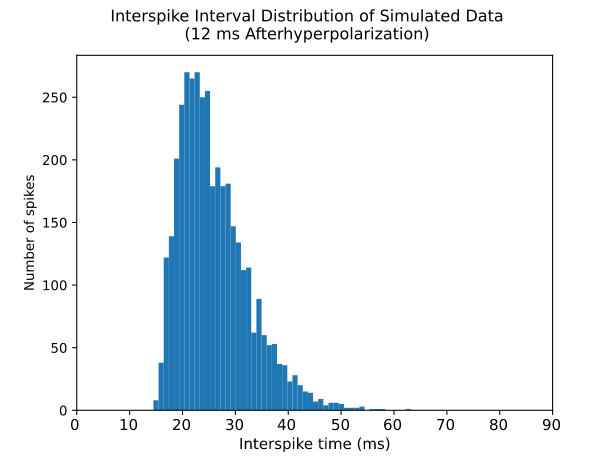 Interspike Interval Distribution of Simulated Data
(12 ms Afterhyperpolarization)
Number of spikes
250
200
150
100
50
0
0 10 20 30 40 50 60 70 80 90
Interspike time (ms)